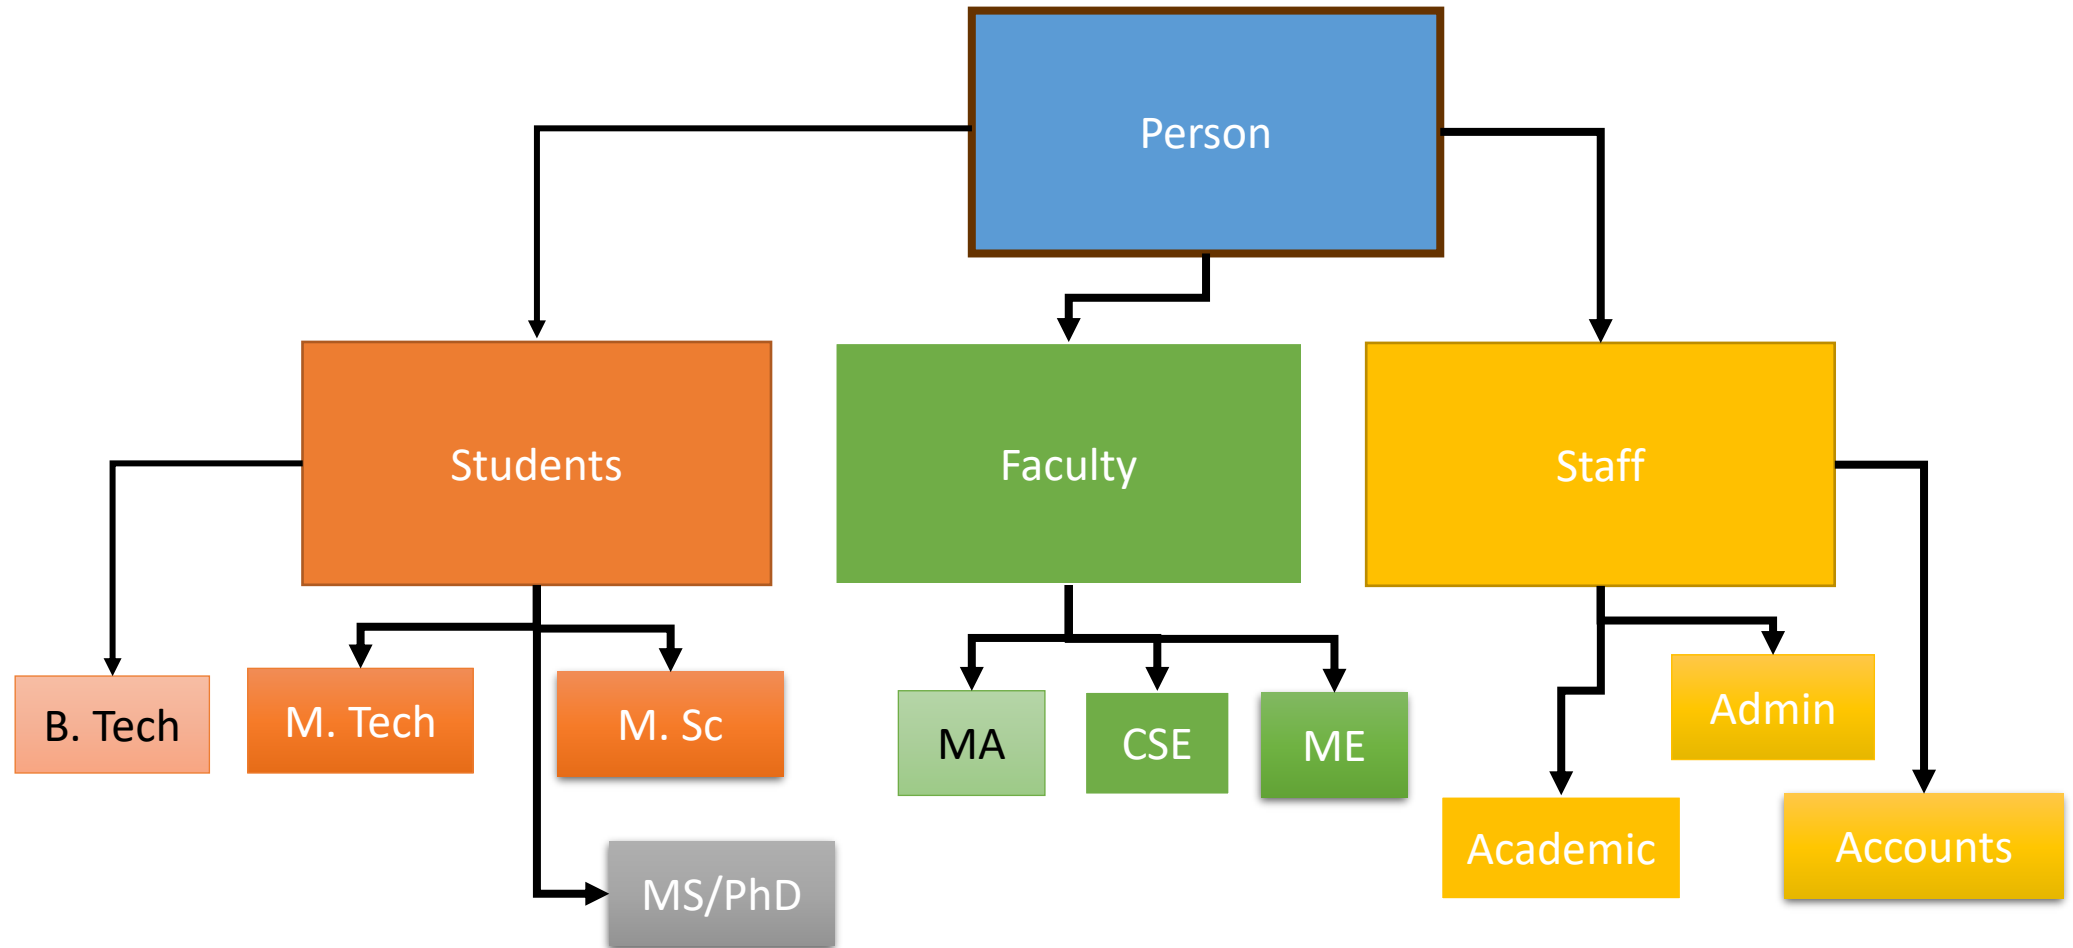 Person
Students
Faculty
Staff
B. Tech
M. Tech
M. Sc
MS/PhD
MA
CSE
ME
Academic
Admin
Accounts